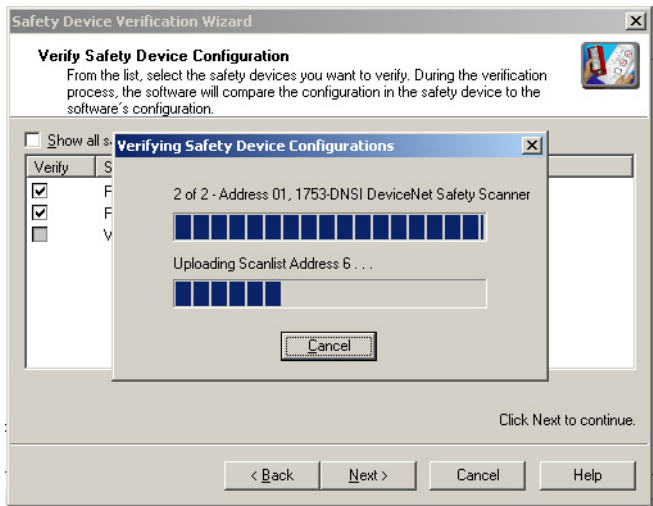 Safety Device Verification Wizard
Verify Safety Device Configuration
From the list, select the safety devices you want to verify. During the verification
process, the software will compare the configuration in the safety device to the
software´s configuration.
Show all s
Verifying Safety Device Configurations
Verify S
2 of 2 - Address 01, 1753-DNSI DeviceNet Safety Scanner
F
F
V
Uploading Scanlist Address 6 . . .
Cancel
Click Next to continue.
< Back Next > Cancel Help